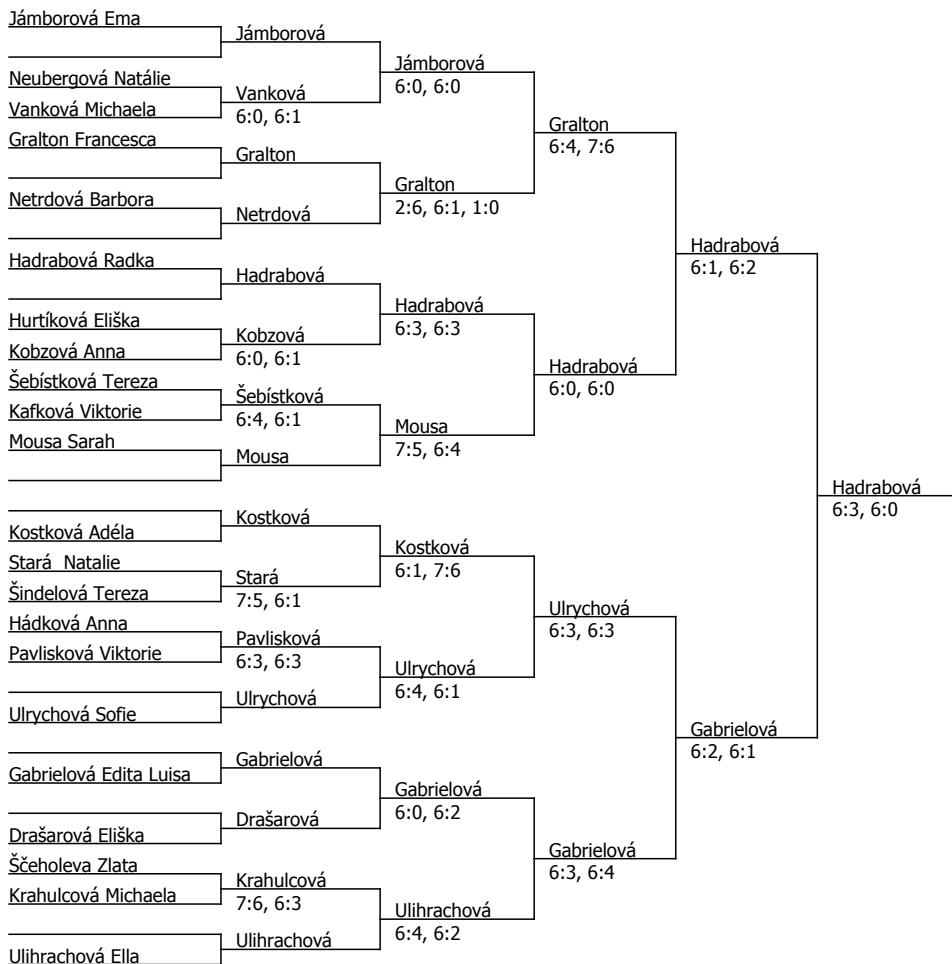 Jámborová Ema
Jámborová
Neubergová Natálie
Vanková Michaela
Vanková
6:0, 6:1
Jámborová
6:0, 6:0
Gralton Francesca
Gralton
Netrdová Barbora
Netrdová
Gralton
2:6, 6:1, 1:0
Gralton
6:4, 7:6
Hadrabová Radka
Hadrabová
Hurtíková Eliška
Kobzová Anna
Kobzová
6:0, 6:1
Hadrabová
6:3, 6:3
Šebístková Tereza
Kafková Viktorie
Šebístková
6:4, 6:1
Mousa Sarah
Mousa
Mousa
7:5, 6:4
Hadrabová
6:0, 6:0
Hadrabová
6:1, 6:2
Kostková Adéla
Kostková
Stará  Natalie
Šindelová Tereza
Stará
7:5, 6:1
Kostková
6:1, 7:6
Hádková Anna
Pavlisková Viktorie
Pavlisková
6:3, 6:3
Ulrychová Sofie
Ulrychová
Ulrychová
6:4, 6:1
Ulrychová
6:3, 6:3
Gabrielová Edita Luisa
Gabrielová
Drašarová Eliška
Drašarová
Gabrielová
6:0, 6:2
Ščeholeva Zlata
Krahulcová Michaela
Krahulcová
7:6, 6:3
Ulihrachová Ella
Ulihrachová
Ulihrachová
6:4, 6:2
Gabrielová
6:3, 6:4
Gabrielová
6:2, 6:1
Hadrabová
6:3, 6:0